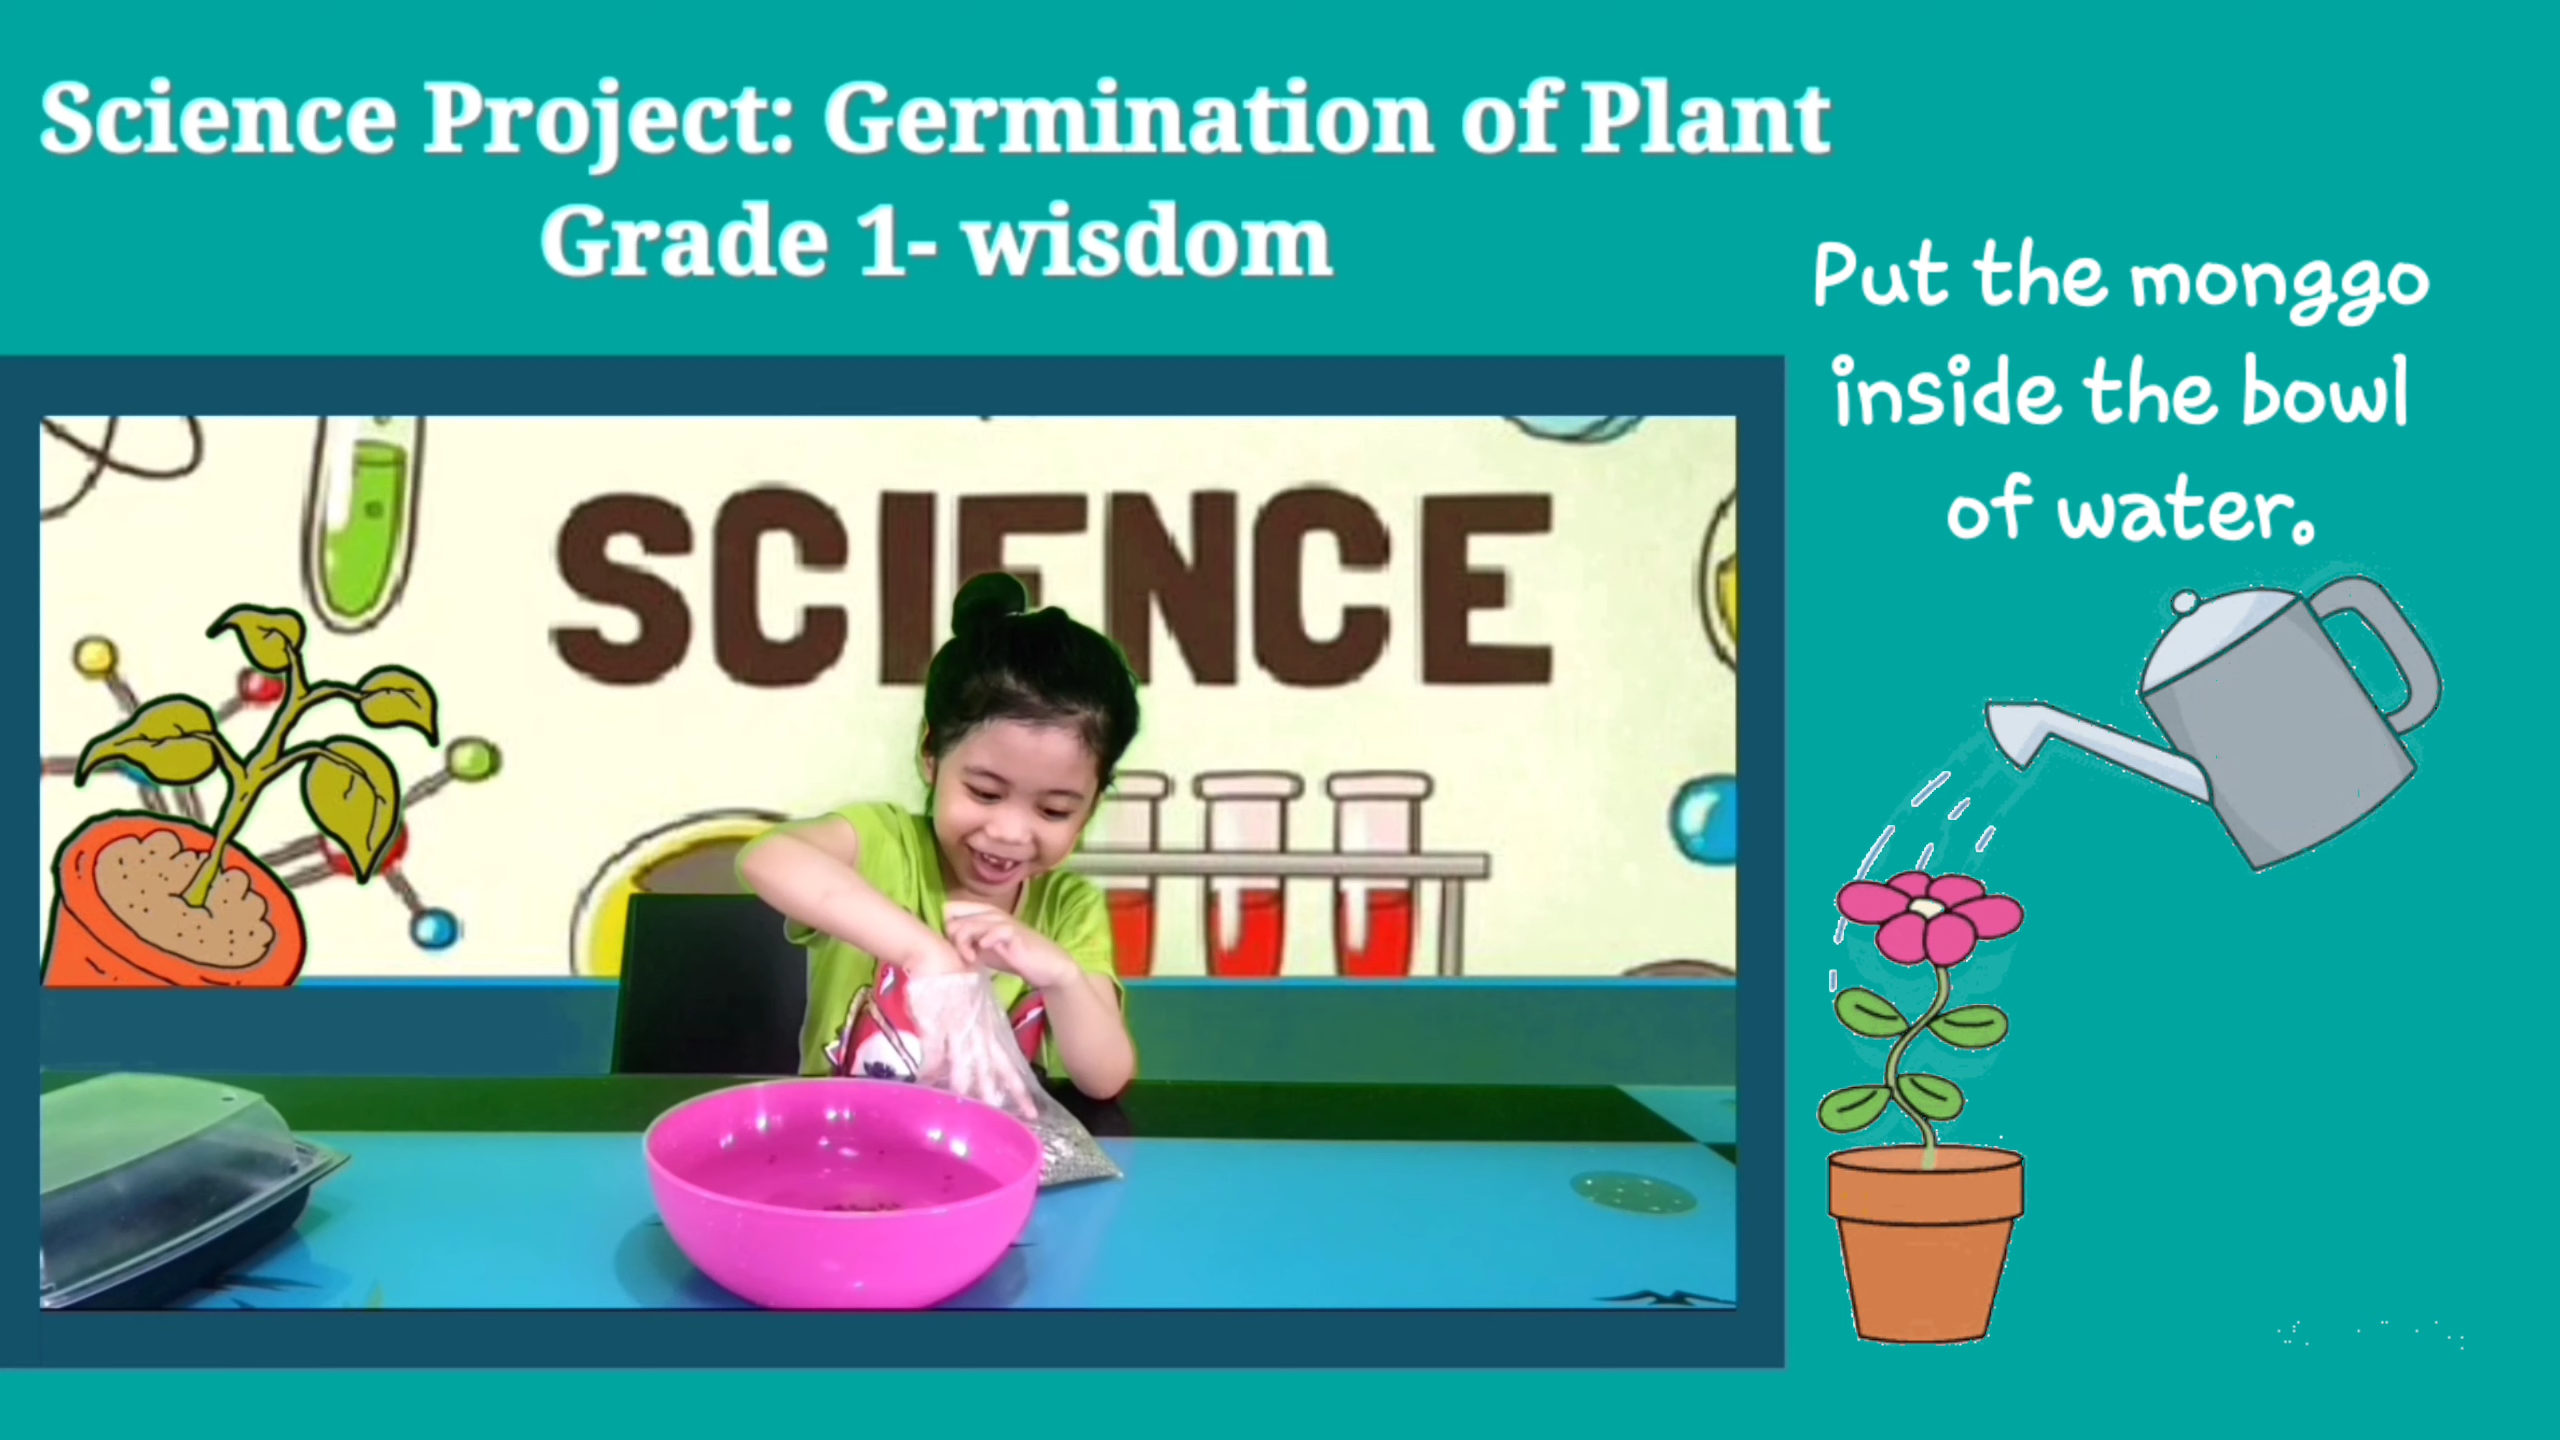 Science Project: Germination of Plant
Grade 1- wisdom
Put the monggo
inside the bowl
of water.
SCIENCE